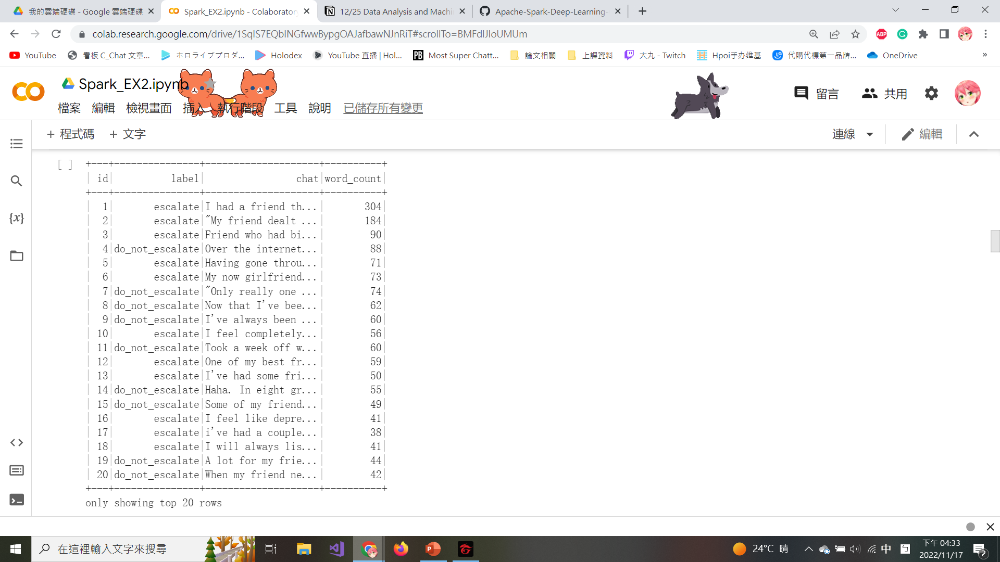 我的雲端硬碟 - Google 雲端硬碟
Spark_EX2.ipynb - Colaboratory
12/25 Data Analysis and Machi
Apache-Spark-Deep-Learning-
colab.research.google.com/drive/1SqIS7EQbINGfwwBypgOAJafbawNJnRiT#scrollTo=BMFdIJIoUMUm
ABP
YouTube
看板 C_Chat 文章...
ホロライブプロダ...
Holodex
YouTube 直播 | Hol...
PB
Most Super Chatt...
論文相關
上課資料
大丸 - Twitch
Hpoi手办维基
代購代標第一品牌...
OneDrive
»
Spark_EX2.ipynb
留言
共用
檔案 編輯 檢視畫面 插入 執行階段 工具 說明 已儲存所有變更
+ 程式碼 + 文字
連線
編輯
[ ]
+---+---------------+--------------------+----------+
| id|          label|                chat|word_count|
+---+---------------+--------------------+----------+
|  1|       escalate|I had a friend th...|       304|
|  2|       escalate|"My friend dealt ...|       184|
|  3|       escalate|Friend who had bi...|        90|
|  4|do_not_escalate|Over the internet...|        88|
|  5|       escalate|Having gone throu...|        71|
|  6|       escalate|My now girlfriend...|        73|
|  7|do_not_escalate|"Only really one ...|        74|
|  8|do_not_escalate|Now that I've bee...|        62|
|  9|do_not_escalate|I've always been ...|        60|
| 10|       escalate|I feel completely...|        56|
| 11|do_not_escalate|Took a week off w...|        60|
| 12|       escalate|One of my best fr...|        59|
| 13|       escalate|I've had some fri...|        50|
| 14|do_not_escalate|Haha. In eight gr...|        55|
| 15|do_not_escalate|Some of my friend...|        49|
| 16|       escalate|I feel like depre...|        41|
| 17|       escalate|i've had a couple...|        38|
| 18|       escalate|I will always lis...|        41|
| 19|do_not_escalate|A lot for my frie...|        44|
| 20|do_not_escalate|When my friend ne...|        42|
+---+---------------+--------------------+----------+
only showing top 20 rows
{x}
在這裡輸入文字來搜尋
24°C 晴
中
下午 04:33
2022/11/17
2